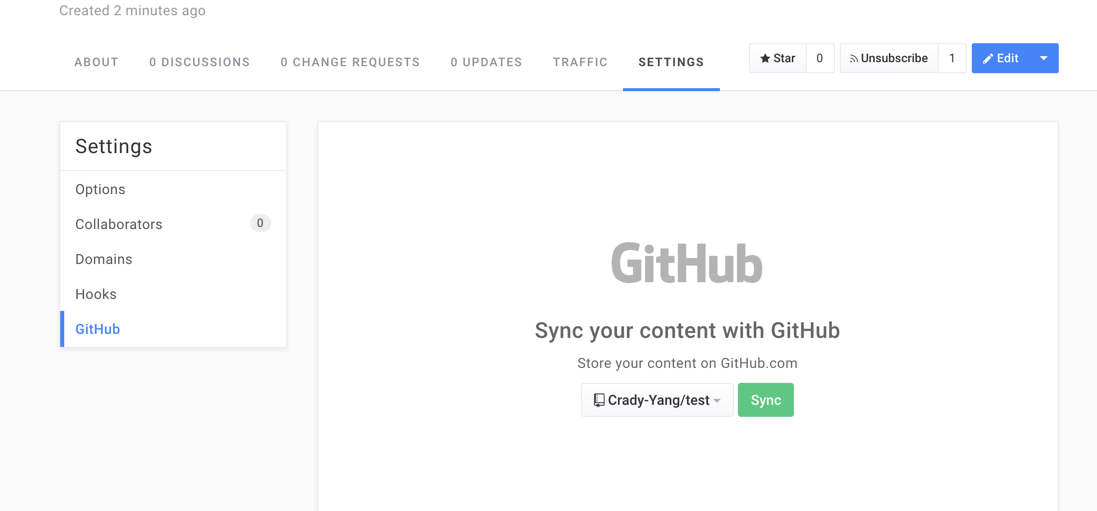 Created 2 minutes ago
ABOUT 0 DISCUSSIONS 0 CHANGE REQUESTS 0 UPDATES TRAFFIC SETTINGS Star 0 Unsubscribe 1 Edit
Settings
Options
Collaborators 0
Domains
Hooks
GitHub
GitHub
Sync your content with GitHub
Store your content on GitHub.com
Crady-Yang/test Sync